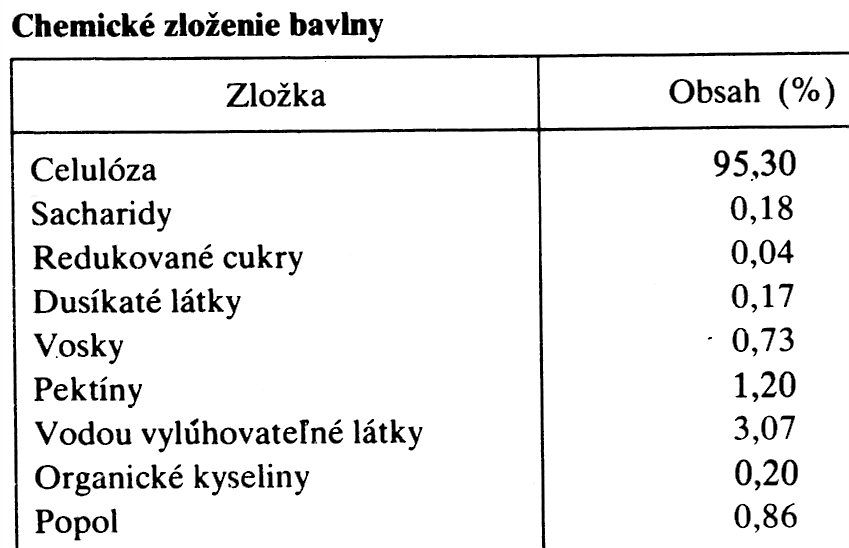 Chemické zloženie bavlny
Zložka Obsah (%)
Celulóza 95,30
Sacharidy 0,18
Redukované cukry 0,04
Dusíkaté látky 0,17
Vosky 0,73
Pektíny 1,20
Vodou vylúhovateľné látky 3,07
Organické kyseliny 0,20
Popol 0,86